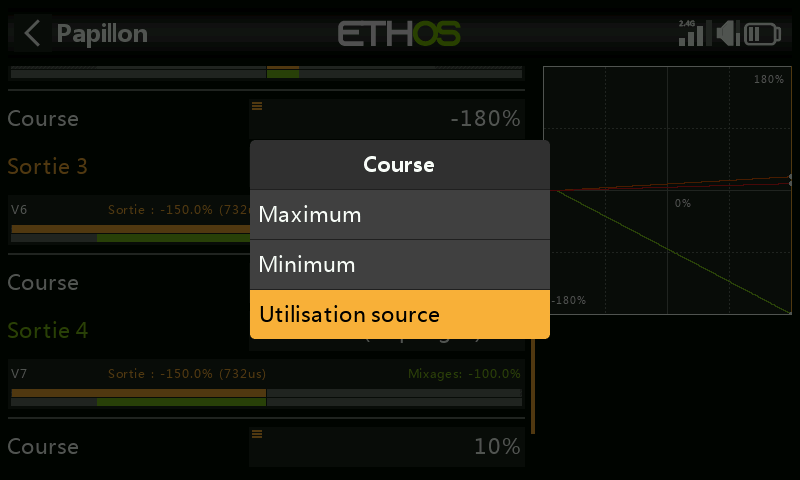 Papillon
ETHOS
2.4G
180%
Course
-180%
Sortie 3
V6
Sortie : -150.0% (732u
Course
Maximum
Minimum
Utilisation source
0%
-180%
Course
Sortie 4
V7
Sortie : -150.0% (732us)
Mixages: -100.0%
Course
10%